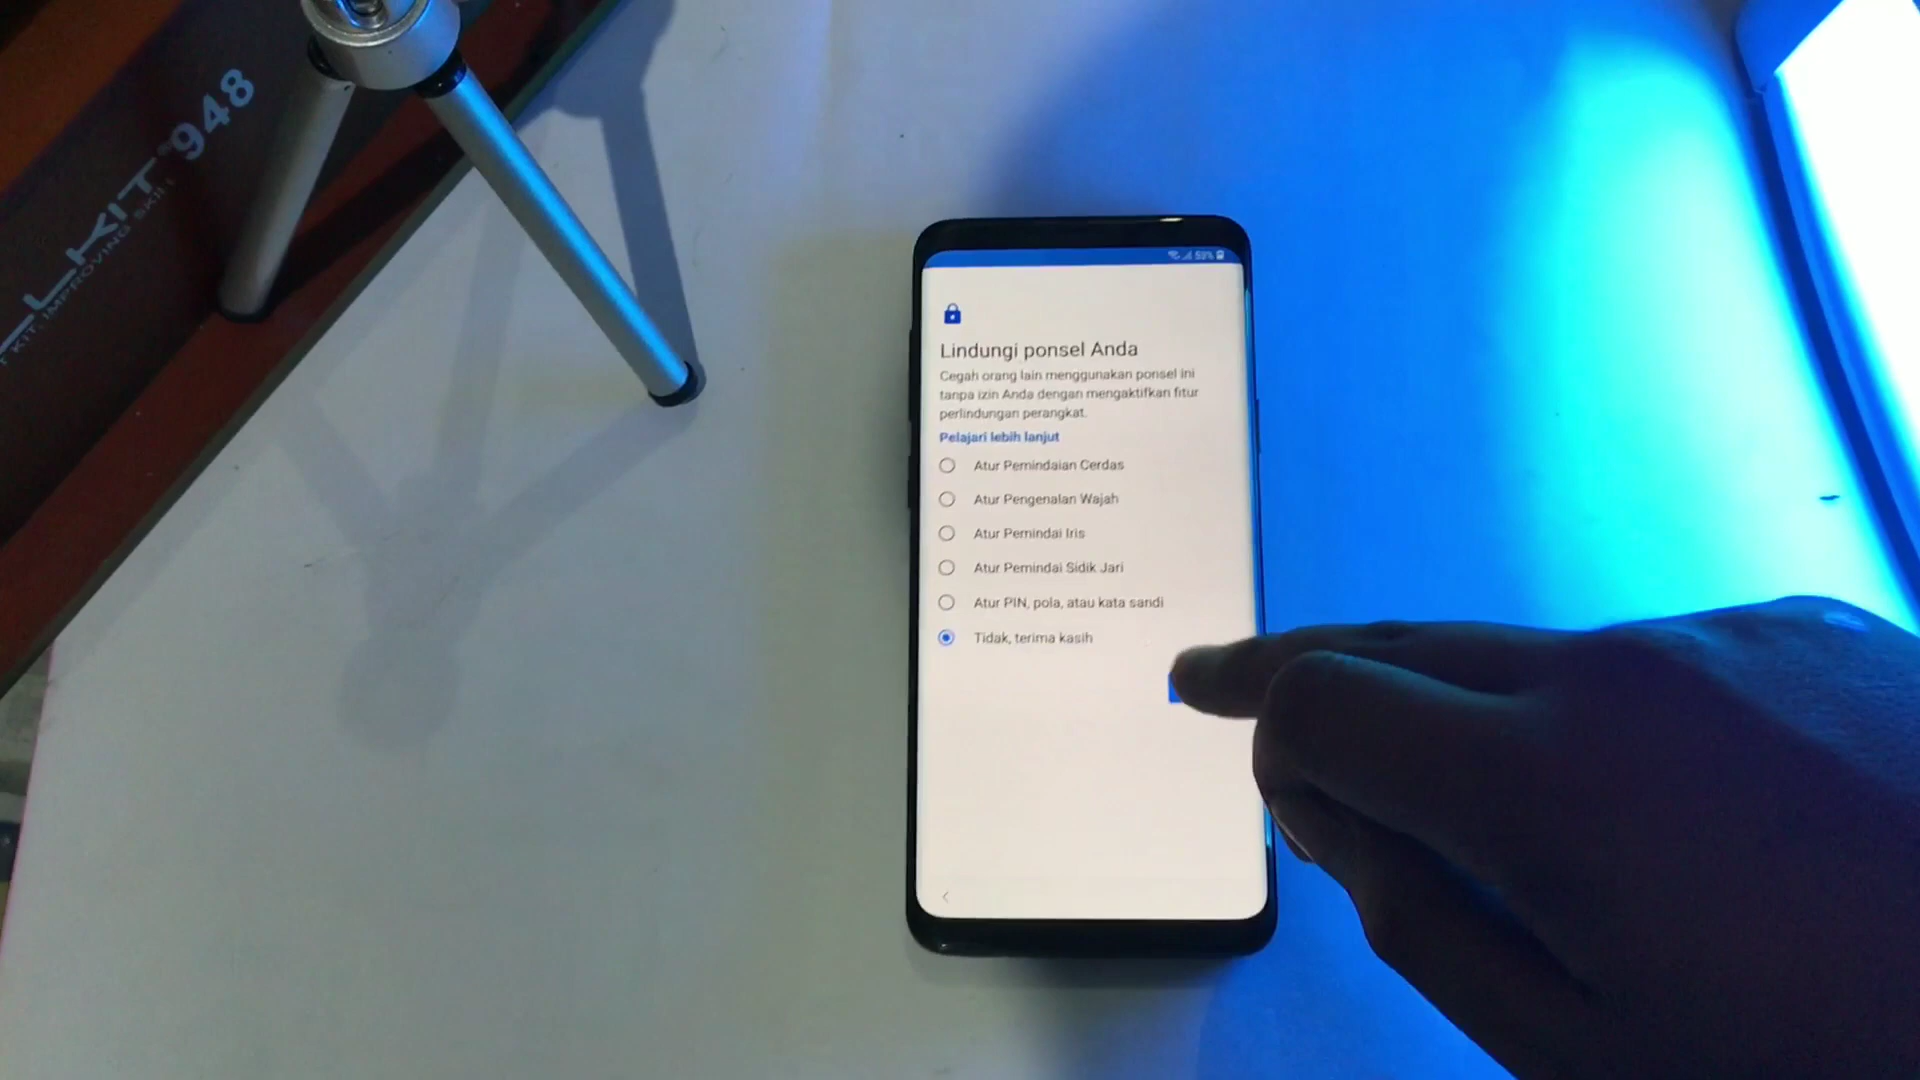 948
KIT, IMPROVING SKILL
59%
Lindungi ponsel Anda
Cegah orang lain menggunakan ponsel ini
tanpa izin Anda dengan mengaktifkan fitur
perlindungan perangkat.
Pelajari lebih lanjut
Atur Pemindaian Cerdas
Atur Pengenalan Wajah
Atur Pemindai Iris
Atur Pemindai Sidik Jari
Atur PIN, pola, atau kata sandi
Tidak, terima kasih